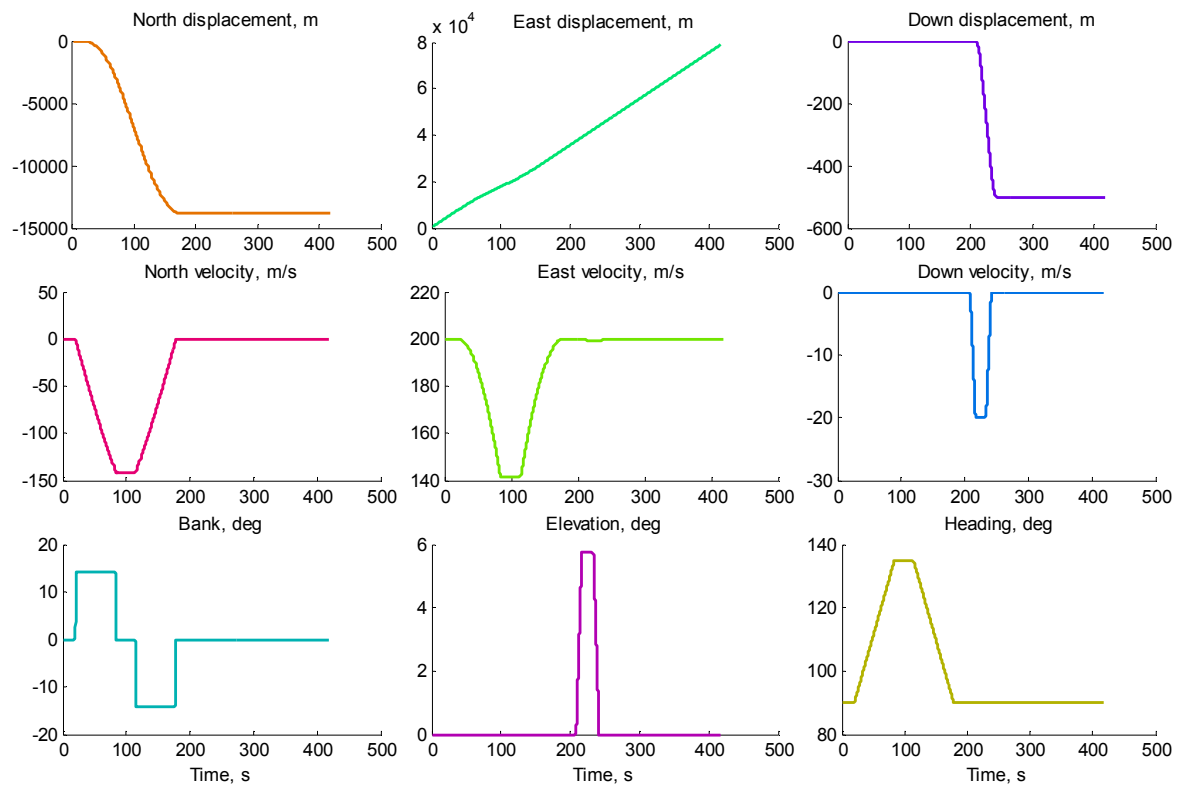 North displacement, m
0
-5000
-10000
-15000
0 100 200 300 400 500
x 10^4
East displacement, m
8
6
4
2
0
0 100 200 300 400 500
Down displacement, m
0
-200
-400
-600
0 100 200 300 400 500
North velocity, m/s
50
0
-50
-100
-150
0 100 200 300 400 500
East velocity, m/s
220
200
180
160
140
0 100 200 300 400 500
Down velocity, m/s
0
-10
-20
-30
0 100 200 300 400 500
Bank, deg
20
10
0
-10
-20
0 100 200 300 400 500
Time, s
Elevation, deg
6
4
2
0
0 100 200 300 400 500
Time, s
Heading, deg
140
120
100
80
0 100 200 300 400 500
Time, s